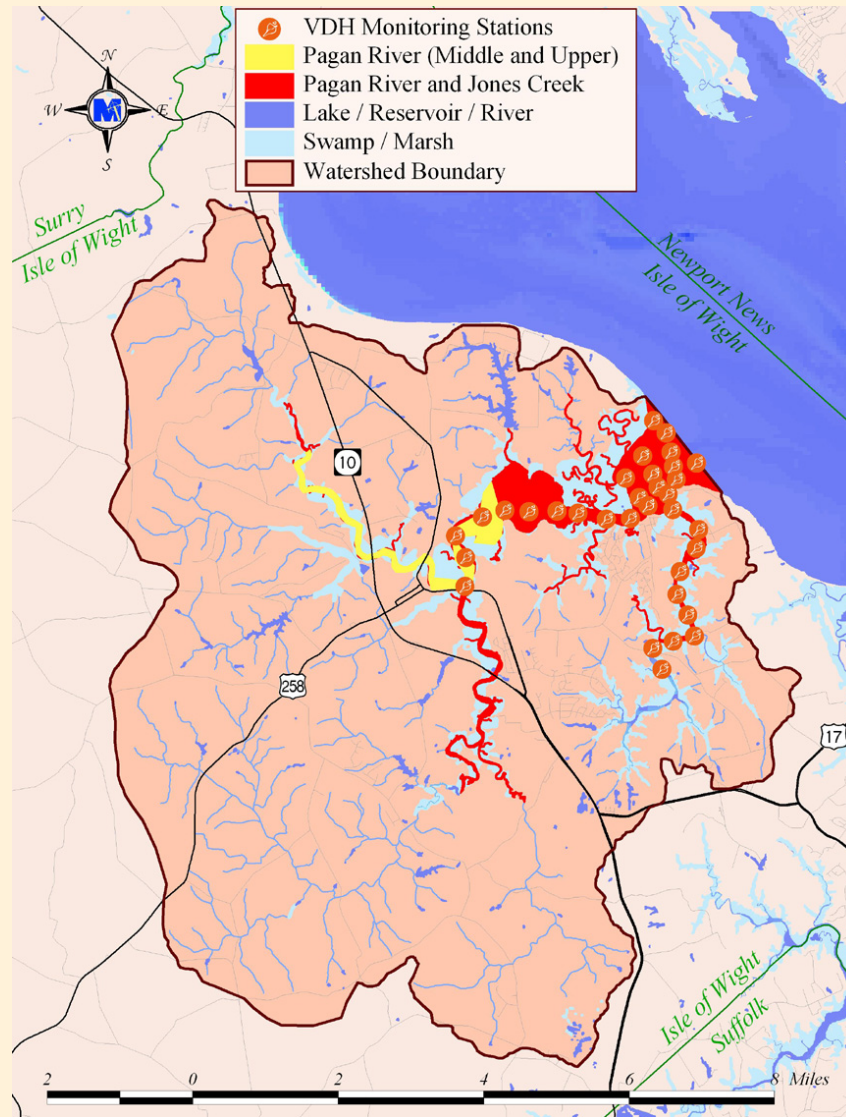 VDH Monitoring Stations
Pagan River (Middle and Upper)
Pagan River and Jones Creek
Lake / Reservoir / River
Swamp / Marsh
Watershed Boundary
N
W
M
E
S
Surry
Isle of Wight
Newport News
Isle of Wight
10
258
17
Isle of Wight
Suffolk
2
0
2
4
6
8 Miles